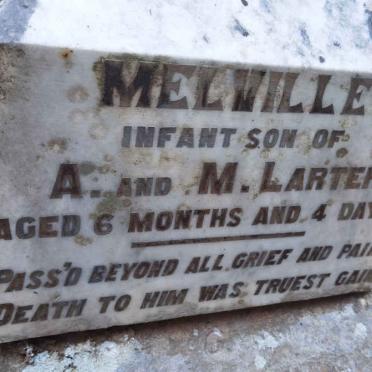 MELVILLE
INFANT SON OF
A. AND M. LARTER
AGED 6 MONTHS AND 4 DAY
PASS'D BEYOND ALL GRIEF AND PAIN
DEATH TO HIM WAS TRUEST GAIN